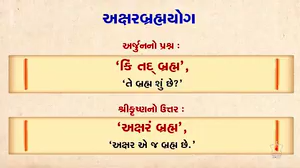 અક્ષરબ્રહ્મયોગ
અર્જુનનો પ્રશ્ન :
‘કિં તદ્ બ્રહ્મ’,
‘તે બ્રહ્મ શું છે?’
શ્રીકૃષ્ણનો ઉત્તર :
‘અક્ષરં બ્રહ્મ’,
‘અક્ષર એ જ બ્રહ્મ છે.’